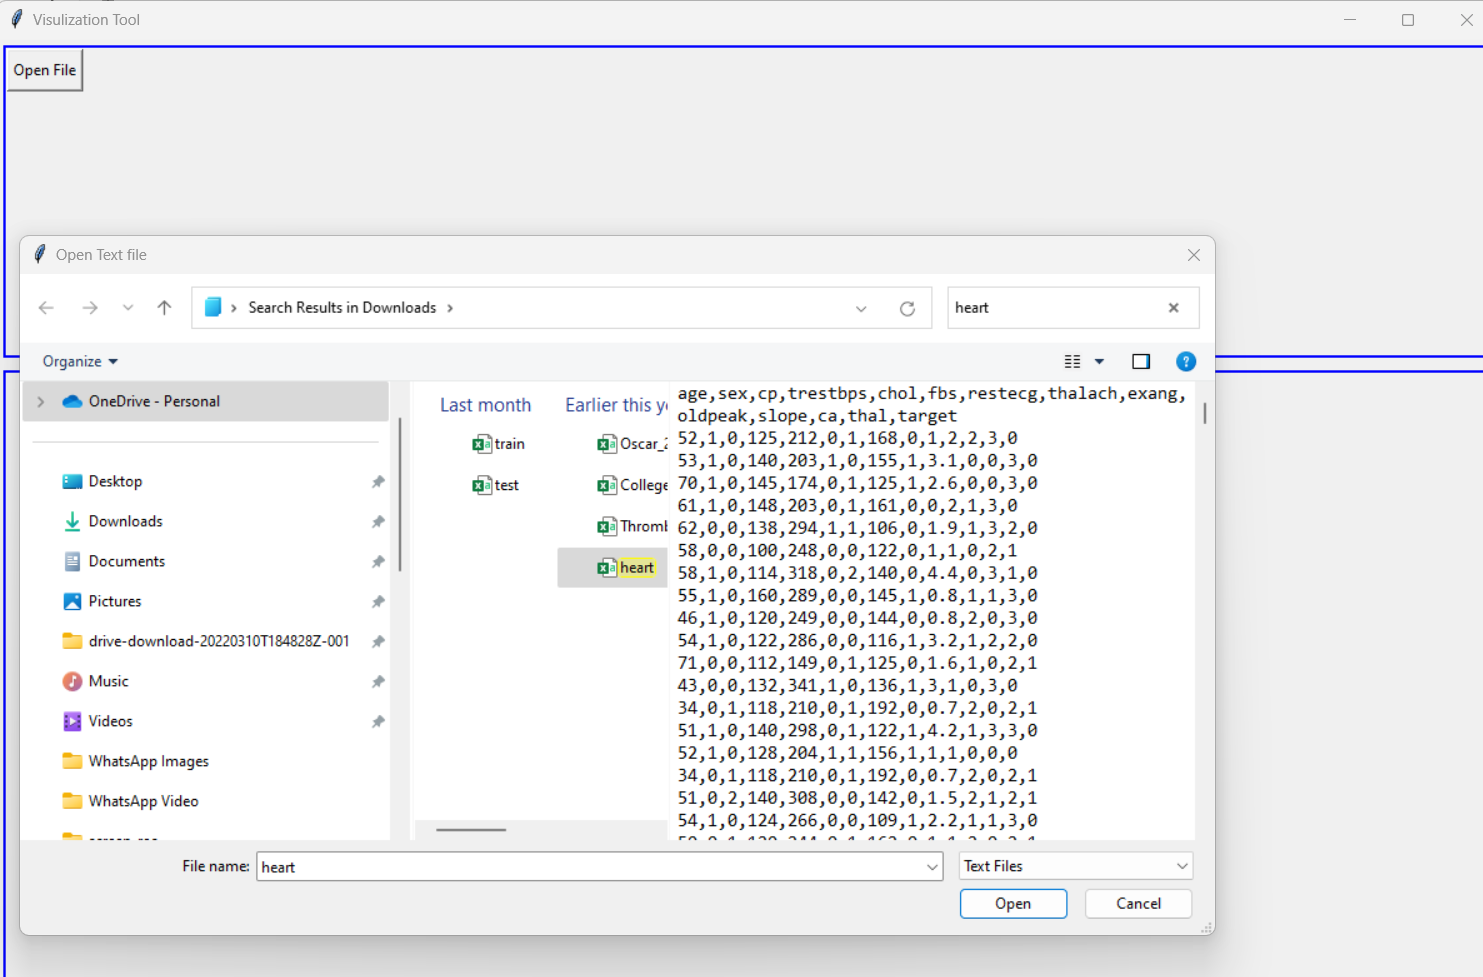 Visulization Tool
Open File
Open Text file
Search Results in Downloads
heart
Organize
OneDrive - Personal
Desktop
Downloads
Documents
Pictures
drive-download-20220310T184828Z-001
Music
Videos
WhatsApp Images
WhatsApp Video
Last month
train
test
Earlier this
Oscar_
College
Thromb
heart
age,sex,cp,trestbps,chol,fbs,restecg,thalach,exang,
oldpeak,slope,ca,thal,target
52,1,0,125,212,0,1,168,0,1,2,2,3,0
53,1,0,140,203,1,0,155,1,3.1,0,0,3,0
70,1,0,145,174,0,1,125,1,2.6,0,0,3,0
61,1,0,148,203,0,1,161,0,0,2,1,3,0
62,0,0,138,294,1,1,106,0,1.9,1,3,2,0
58,0,0,100,248,0,0,122,0,1,1,0,2,1
58,1,0,114,318,0,2,140,0,4.4,0,3,1,0
55,1,0,160,289,0,0,145,1,0.8,1,1,3,0
46,1,0,120,249,0,0,144,0,0.8,2,0,3,0
54,1,0,122,286,0,0,116,1,3.2,1,2,2,0
71,0,0,112,149,0,1,125,0,1.6,1,0,2,1
43,0,0,132,341,1,0,136,1,3,1,0,3,0
34,0,1,118,210,0,1,192,0,0.7,2,0,2,1
51,1,0,140,298,0,1,122,1,4.2,1,3,3,0
52,1,0,128,204,1,1,156,1,1,1,0,0,0
34,0,1,118,210,0,1,192,0,0.7,2,0,2,1
51,0,2,140,308,0,0,142,0,1.5,2,1,2,1
54,1,0,124,266,0,0,109,1,2.2,1,1,3,0
File name:
heart
Text Files
Open
Cancel